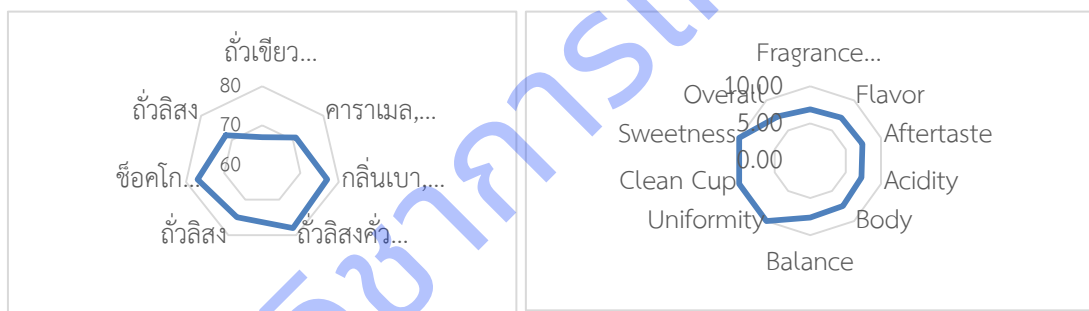 ถั่วเขียว...
80
70
60
คาราเมล,...
กลิ่นเบา,...
ถั่วลิสงคั่ว...
ถั่วลิสง
ช็อคโก...
ถั่วลิสง
Fragrance...
10.00
5.00
0.00
Flavor
Aftertaste
Acidity
Body
Balance
Uniformity
Clean Cup
Sweetness
Overall